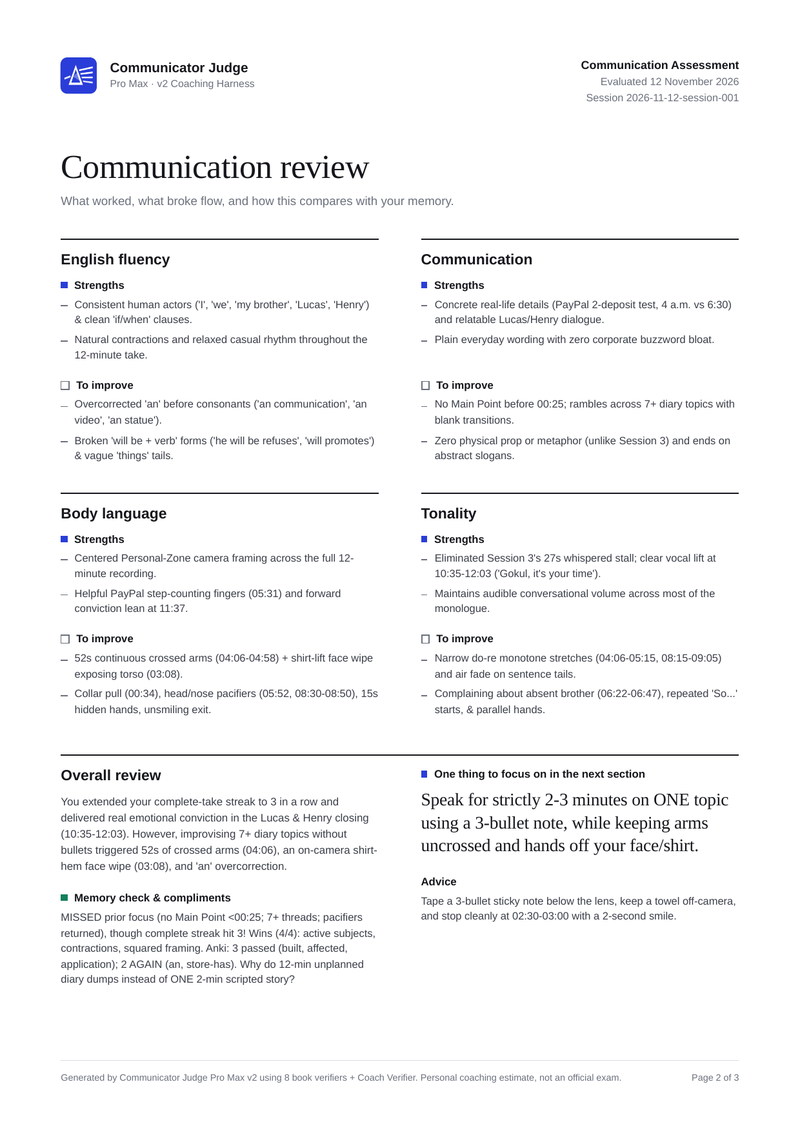 Communicator Judge
Pro Max · v2 Coaching Harness
Communication Assessment
Evaluated 12 November 2026
Session 2026-11-12-session-001
Communication review
What worked, what broke flow, and how this compares with your memory.
English fluency
Strengths
– Consistent human actors ('I', 'we', 'my brother', 'Lucas', 'Henry')
& clean 'if/when' clauses.
– Natural contractions and relaxed casual rhythm throughout the
12-minute take.
To improve
– Overcorrected 'an' before consonants ('an communication', 'an
video', 'an statue').
– Broken 'will be + verb' forms ('he will be refuses', 'will promotes')
& vague 'things' tails.
Communication
Strengths
– Concrete real-life details (PayPal 2-deposit test, 4 a.m. vs 6:30)
and relatable Lucas/Henry dialogue.
– Plain everyday wording with zero corporate buzzword bloat.
To improve
– No Main Point before 00:25; rambles across 7+ diary topics with
blank transitions.
– Zero physical prop or metaphor (unlike Session 3) and ends on
abstract slogans.
Body language
Strengths
– Centered Personal-Zone camera framing across the full 12-
minute recording.
– Helpful PayPal step-counting fingers (05:31) and forward
conviction lean at 11:37.
To improve
– 52s continuous crossed arms (04:06-04:58) + shirt-lift face wipe
exposing torso (03:08).
– Collar pull (00:34), head/nose pacifiers (05:52, 08:30-08:50), 15s
hidden hands, unsmiling exit.
Tonality
Strengths
– Eliminated Session 3's 27s whispered stall; clear vocal lift at
10:35-12:03 ('Gokul, it's your time').
– Maintains audible conversational volume across most of the
monologue.
To improve
– Narrow do-re monotone stretches (04:06-05:15, 08:15-09:05)
and air fade on sentence tails.
– Complaining about absent brother (06:22-06:47), repeated 'So...'
starts, & parallel hands.
Overall review
You extended your complete-take streak to 3 in a row and
delivered real emotional conviction in the Lucas & Henry closing
(10:35-12:03). However, improvising 7+ diary topics without
bullets triggered 52s of crossed arms (04:06), an on-camera shirt-
hem face wipe (03:08), and 'an' overcorrection.
Memory check & compliments
MISSED prior focus (no Main Point <00:25; 7+ threads; pacifiers
returned), though complete streak hit 3! Wins (4/4): active subjects,
contractions, squared framing. Anki: 3 passed (built, affected,
application); 2 AGAIN (an, store-has). Why do 12-min unplanned
diary dumps instead of ONE 2-min scripted story?
One thing to focus on in the next section
Speak for strictly 2-3 minutes on ONE topic
using a 3-bullet note, while keeping arms
uncrossed and hands off your face/shirt.
Advice
Tape a 3-bullet sticky note below the lens, keep a towel off-camera,
and stop cleanly at 02:30-03:00 with a 2-second smile.
Generated by Communicator Judge Pro Max v2 using 8 book verifiers + Coach Verifier. Personal coaching estimate, not an official exam.
Page 2 of 3